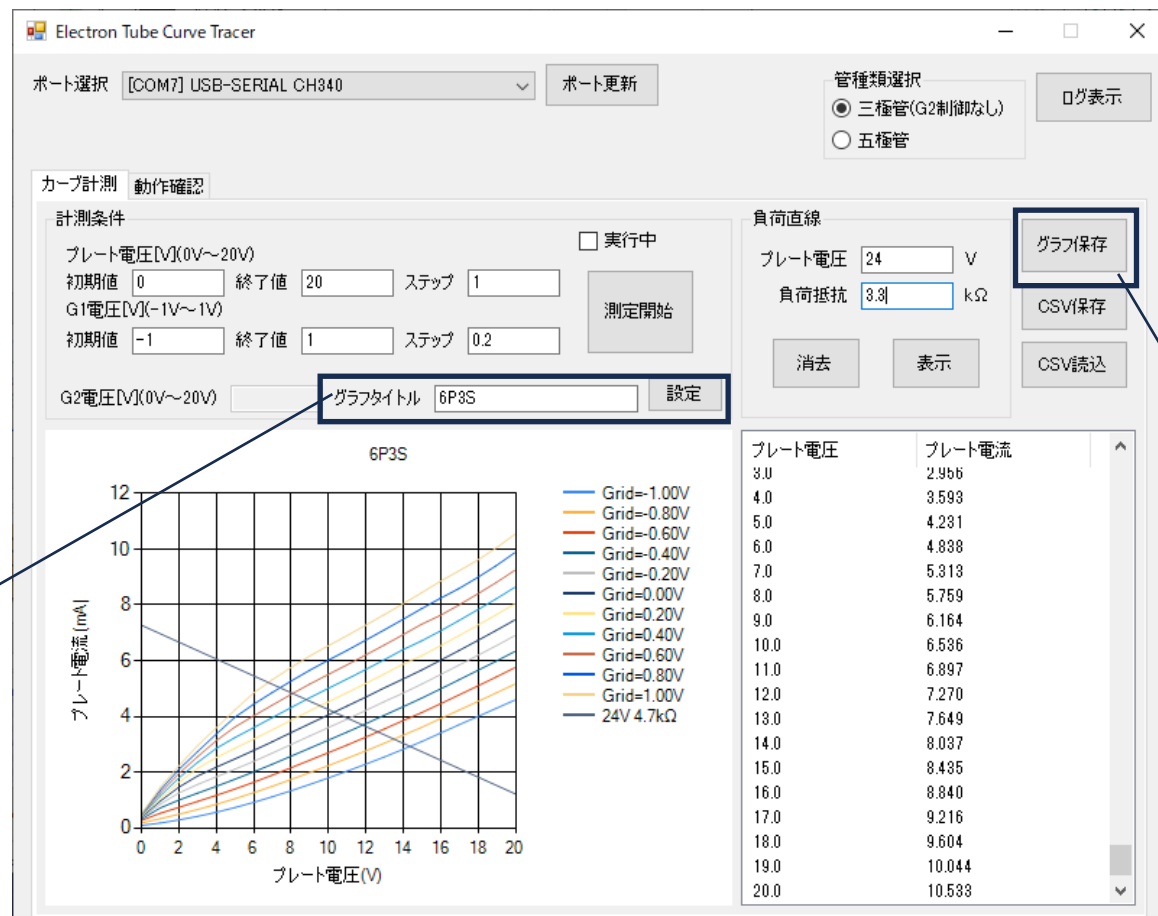 Electron Tube Curve Tracer
ポート選択 [COM7] USB-SERIAL CH340 ポート更新
管種類選択
三極管(G2制御なし)
五極管
ログ表示
カーブ計測 動作確認
計測条件
プレート電圧[V](0V～20V)
初期値 0 終了値 20 ステップ 1
G1電圧[V](-1V～1V)
初期値 -1 終了値 1 ステップ 0.2
実行中
測定開始
G2電圧[V](0V～20V)
グラフタイトル 6P3S 設定
負荷直線
プレート電圧 24 V
負荷抵抗 3.3 kΩ
消去 表示
グラフ保存
CSV保存
CSV読込
6P3S
プレート電流(mA)
12
10
8
6
4
2
0
0 2 4 6 8 10 12 14 16 18 20
プレート電圧(V)
Grid=-1.00V
Grid=-0.80V
Grid=-0.60V
Grid=-0.40V
Grid=-0.20V
Grid=0.00V
Grid=0.20V
Grid=0.40V
Grid=0.60V
Grid=0.80V
Grid=1.00V
24V 4.7kΩ
プレート電圧 プレート電流
3.0 2.956
4.0 3.593
5.0 4.231
6.0 4.838
7.0 5.313
8.0 5.759
9.0 6.164
10.0 6.536
11.0 6.897
12.0 7.270
13.0 7.649
14.0 8.037
15.0 8.435
16.0 8.840
17.0 9.216
18.0 9.604
19.0 10.044
20.0 10.533